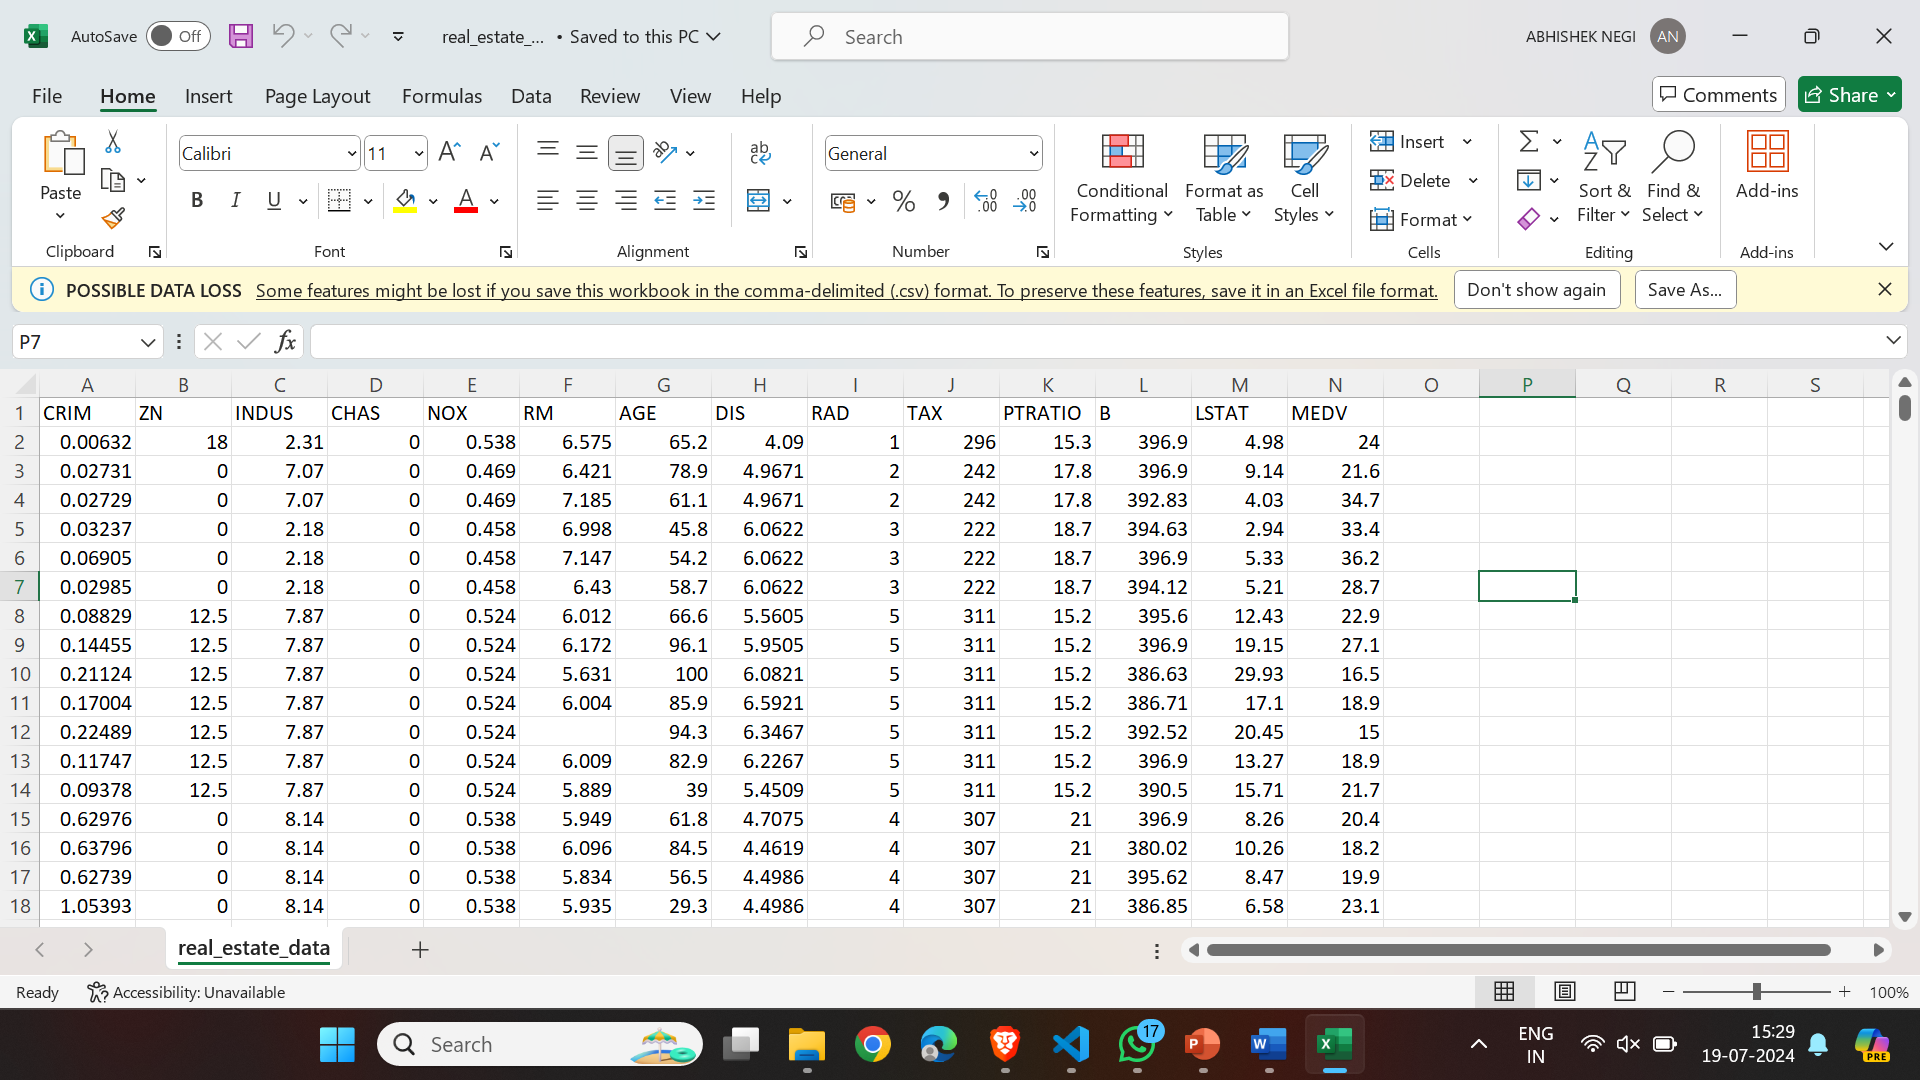 AutoSave Off real_estate_... • Saved to this PC Search ABHISHEK NEGI AN
File Home Insert Page Layout Formulas Data Review View Help Comments Share
Paste Calibri 11 General Conditional Formatting Format as Table Cell Styles Insert Delete Format Sort & Filter Find & Select Add-ins
Clipboard Font Alignment Number Styles Cells Editing Add-ins
POSSIBLE DATA LOSS Some features might be lost if you save this workbook in the comma-delimited (.csv) format. To preserve these features, save it in an Excel file format. Don't show again Save As...
P7 fx
A B C D E F G H I J K L M N O P Q R S
1 CRIM ZN INDUS CHAS NOX RM AGE DIS RAD TAX PTRATIO B LSTAT MEDV
2 0.00632 18 2.31 0 0.538 6.575 65.2 4.09 1 296 15.3 396.9 4.98 24
3 0.02731 0 7.07 0 0.469 6.421 78.9 4.9671 2 242 17.8 396.9 9.14 21.6
4 0.02729 0 7.07 0 0.469 7.185 61.1 4.9671 2 242 17.8 392.83 4.03 34.7
5 0.03237 0 2.18 0 0.458 6.998 45.8 6.0622 3 222 18.7 394.63 2.94 33.4
6 0.06905 0 2.18 0 0.458 7.147 54.2 6.0622 3 222 18.7 396.9 5.33 36.2
7 0.02985 0 2.18 0 0.458 6.43 58.7 6.0622 3 222 18.7 394.12 5.21 28.7
8 0.08829 12.5 7.87 0 0.524 6.012 66.6 5.5605 5 311 15.2 395.6 12.43 22.9
9 0.14455 12.5 7.87 0 0.524 6.172 96.1 5.9505 5 311 15.2 396.9 19.15 27.1
10 0.21124 12.5 7.87 0 0.524 5.631 100 6.0821 5 311 15.2 386.63 29.93 16.5
11 0.17004 12.5 7.87 0 0.524 6.004 85.9 6.5921 5 311 15.2 386.71 17.1 18.9
12 0.22489 12.5 7.87 0 0.524 94.3 6.3467 5 311 15.2 392.52 20.45 15
13 0.11747 12.5 7.87 0 0.524 6.009 82.9 6.2267 5 311 15.2 396.9 13.27 18.9
14 0.09378 12.5 7.87 0 0.524 5.889 39 5.4509 5 311 15.2 390.5 15.71 21.7
15 0.62976 0 8.14 0 0.538 5.949 61.8 4.7075 4 307 21 396.9 8.26 20.4
16 0.63796 0 8.14 0 0.538 6.096 84.5 4.4619 4 307 21 380.02 10.26 18.2
17 0.62739 0 8.14 0 0.538 5.834 56.5 4.4986 4 307 21 395.62 8.47 19.9
18 1.05393 0 8.14 0 0.538 5.935 29.3 4.4986 4 307 21 386.85 6.58 23.1
real_estate_data
Ready Accessibility: Unavailable 100%
Search 17 ENG IN 15:29 19-07-2024 PRE